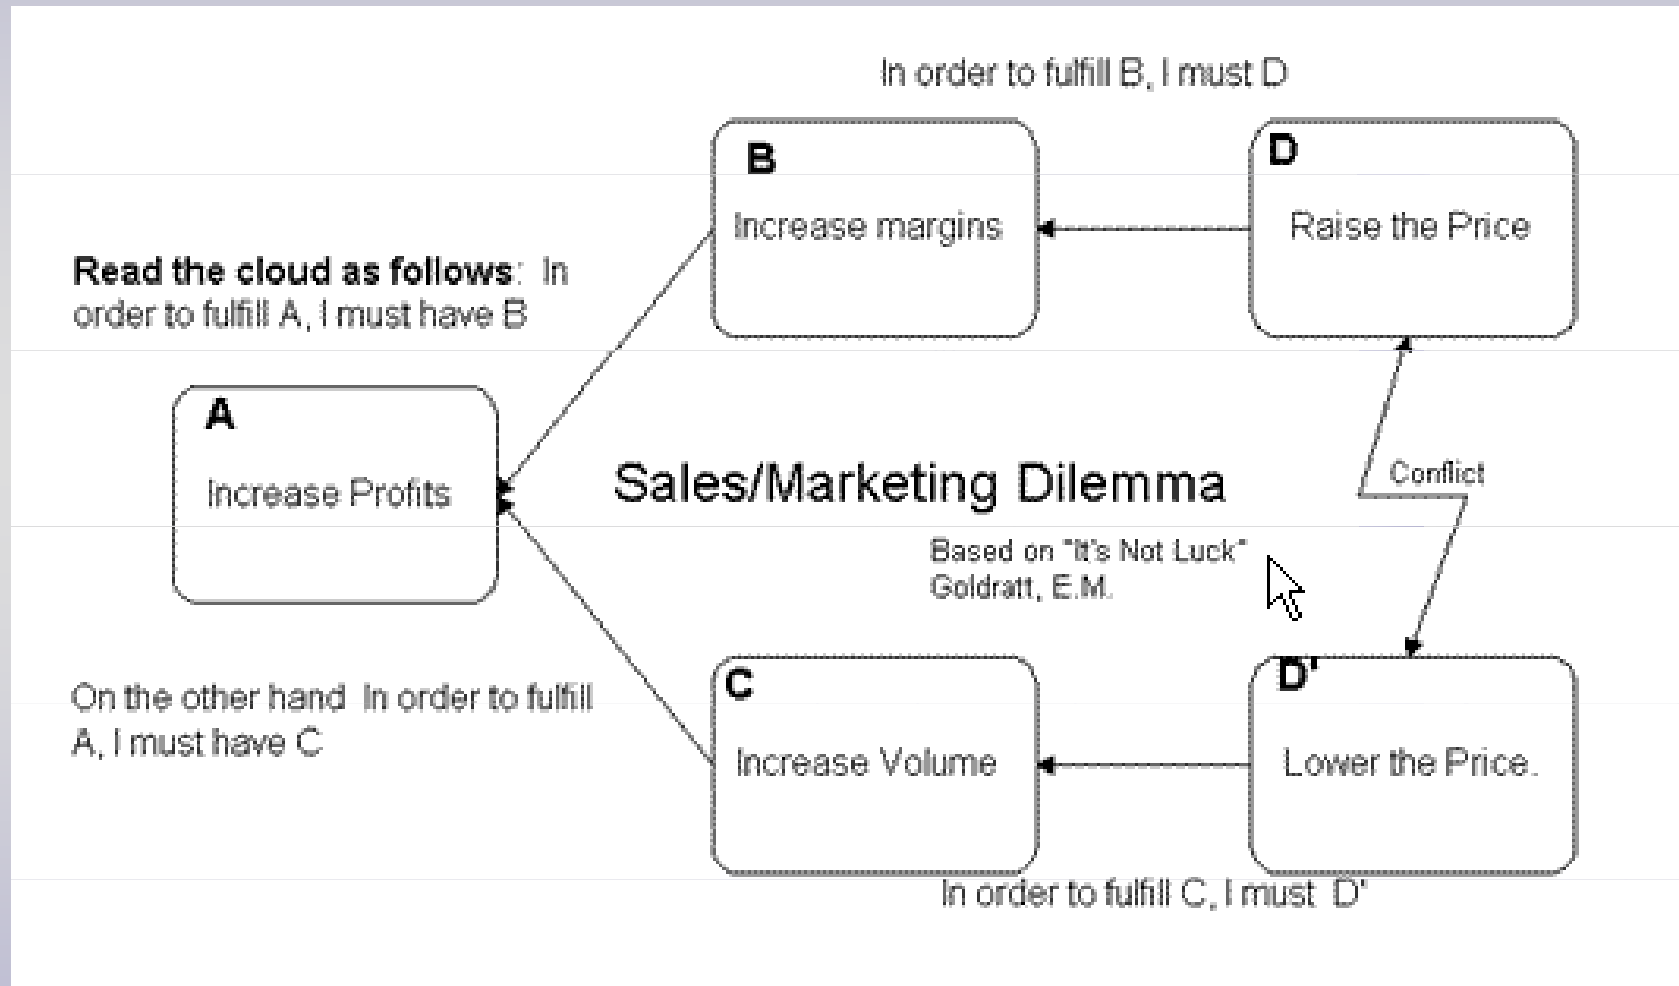 In order to fulfill B, I must D
B
Increase margins
D
Raise the Price
Read the cloud as follows: In
order to fulfill A, I must have B
A
Increase Profits
Sales/Marketing Dilemma
Conflict
Based on "It's Not Luck"
Goldratt, E.M.
On the other hand In order to fulfill
A, I must have C
C
Increase Volume
D'
Lower the Price.
In order to fulfill C, I must D'